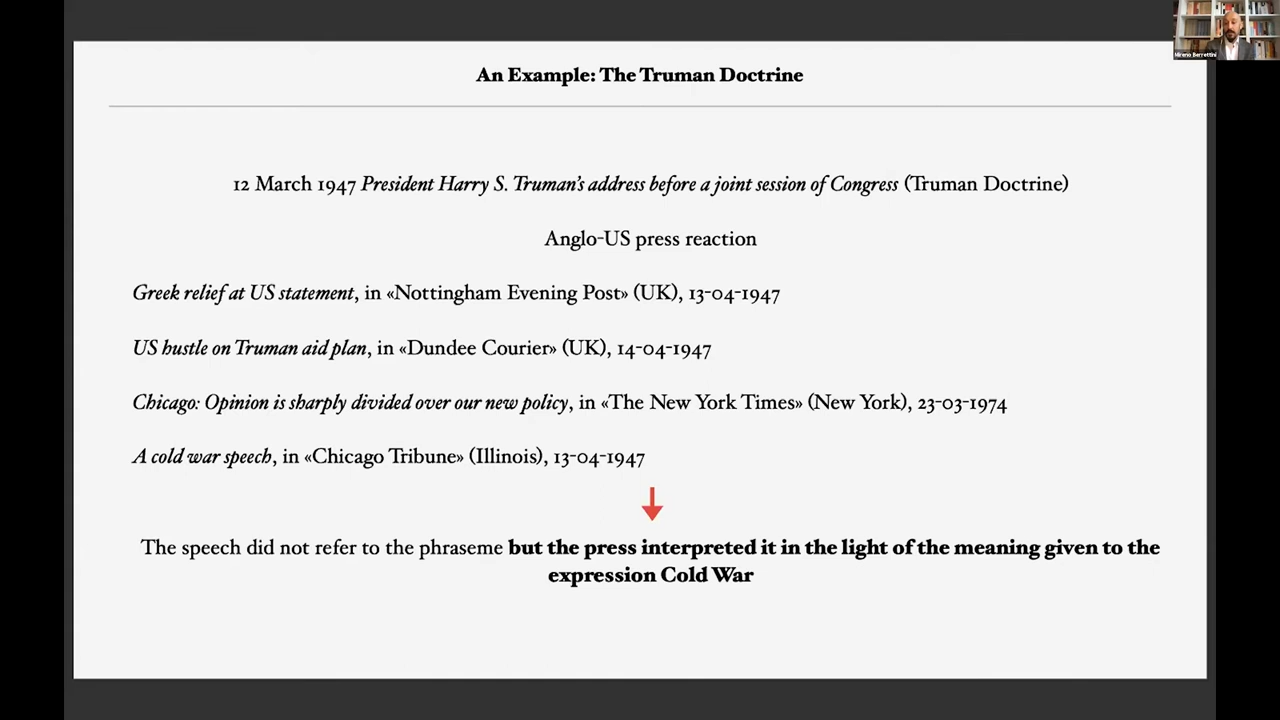 Mireno Berrettini
An Example: The Truman Doctrine
12 March 1947 President Harry S. Truman's address before a joint session of Congress (Truman Doctrine)
Anglo-US press reaction
Greek relief at US statement, in «Nottingham Evening Post» (UK), 13-04-1947
US hustle on Truman aid plan, in «Dundee Courier» (UK), 14-04-1947
Chicago: Opinion is sharply divided over our new policy, in «The New York Times» (New York), 23-03-1974
A cold war speech, in «Chicago Tribune» (Illinois), 13-04-1947
The speech did not refer to the phraseme but the press interpreted it in the light of the meaning given to the
expression Cold War